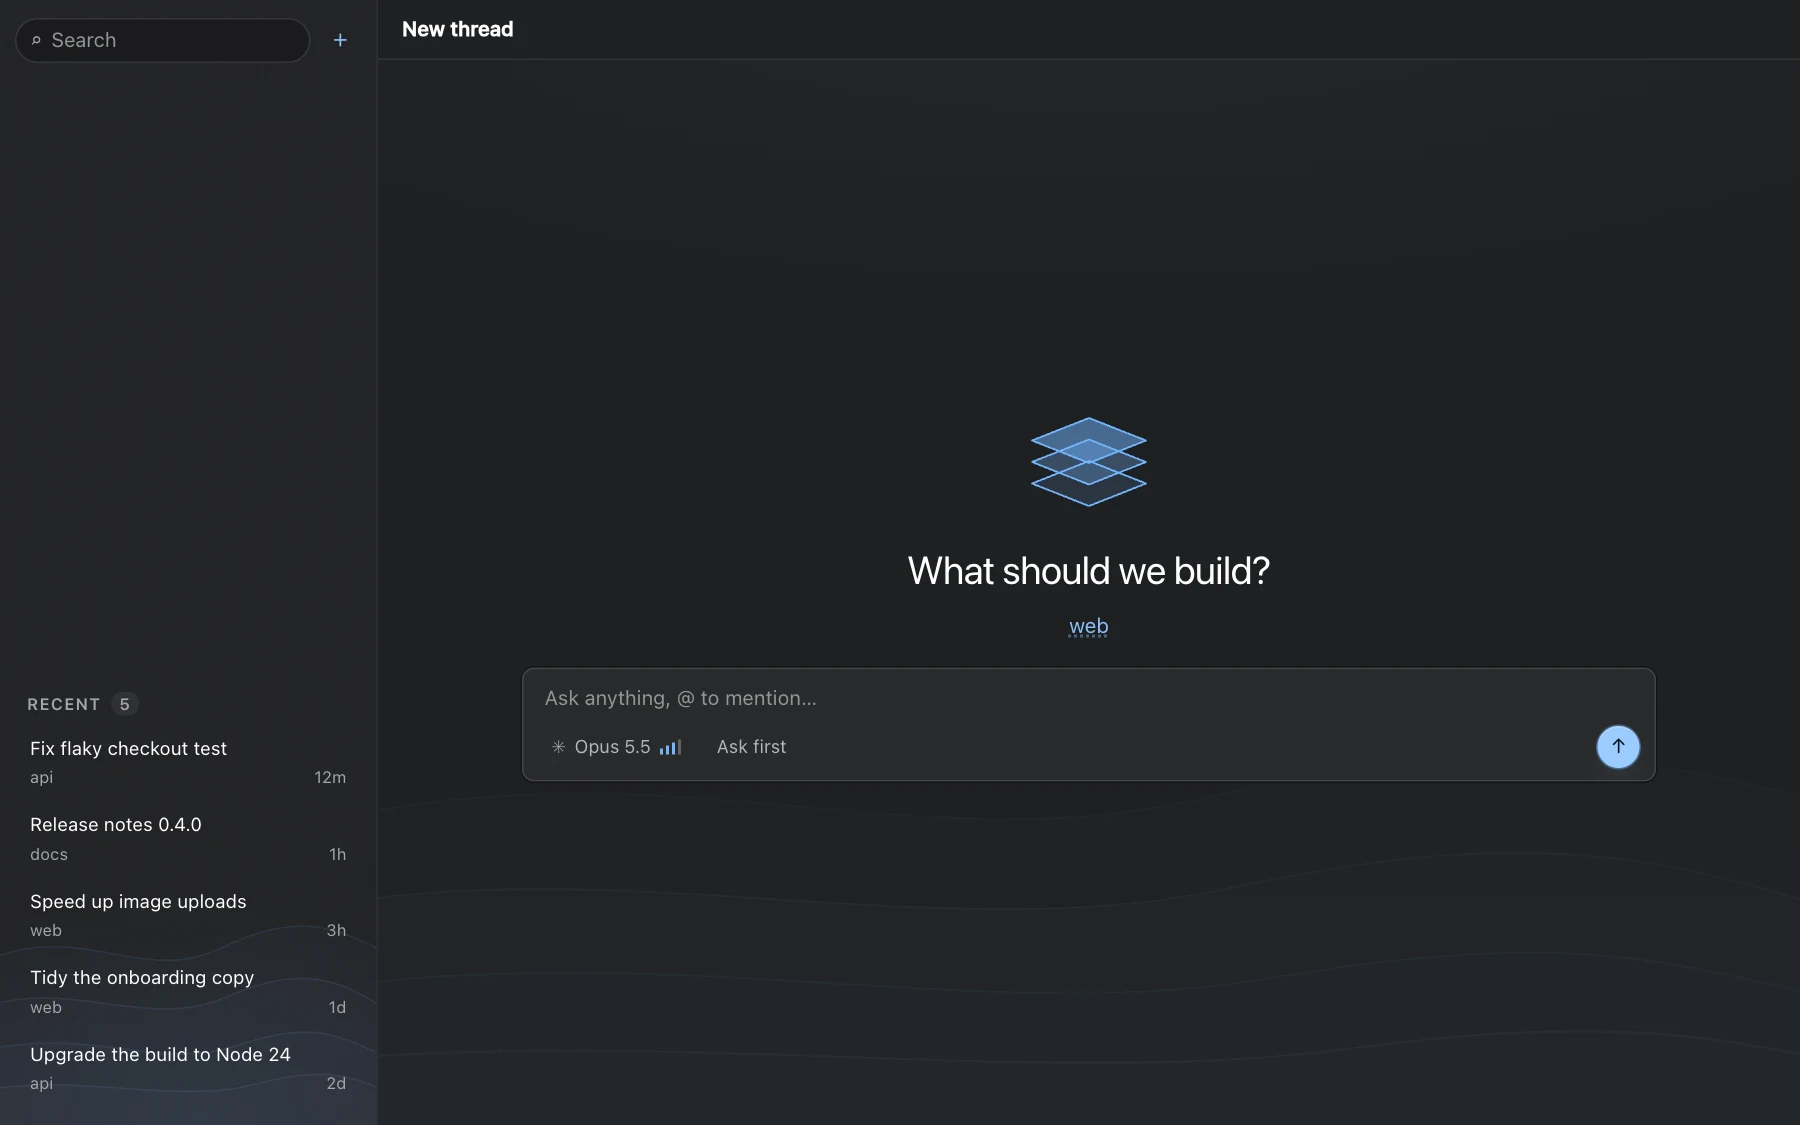 Search
+
New thread
What should we build?
web
Ask anything, @ to mention...
Opus 5.5
Ask first
RECENT 5
Fix flaky checkout test
api 12m
Release notes 0.4.0
docs 1h
Speed up image uploads
web 3h
Tidy the onboarding copy
web 1d
Upgrade the build to Node 24
api 2d